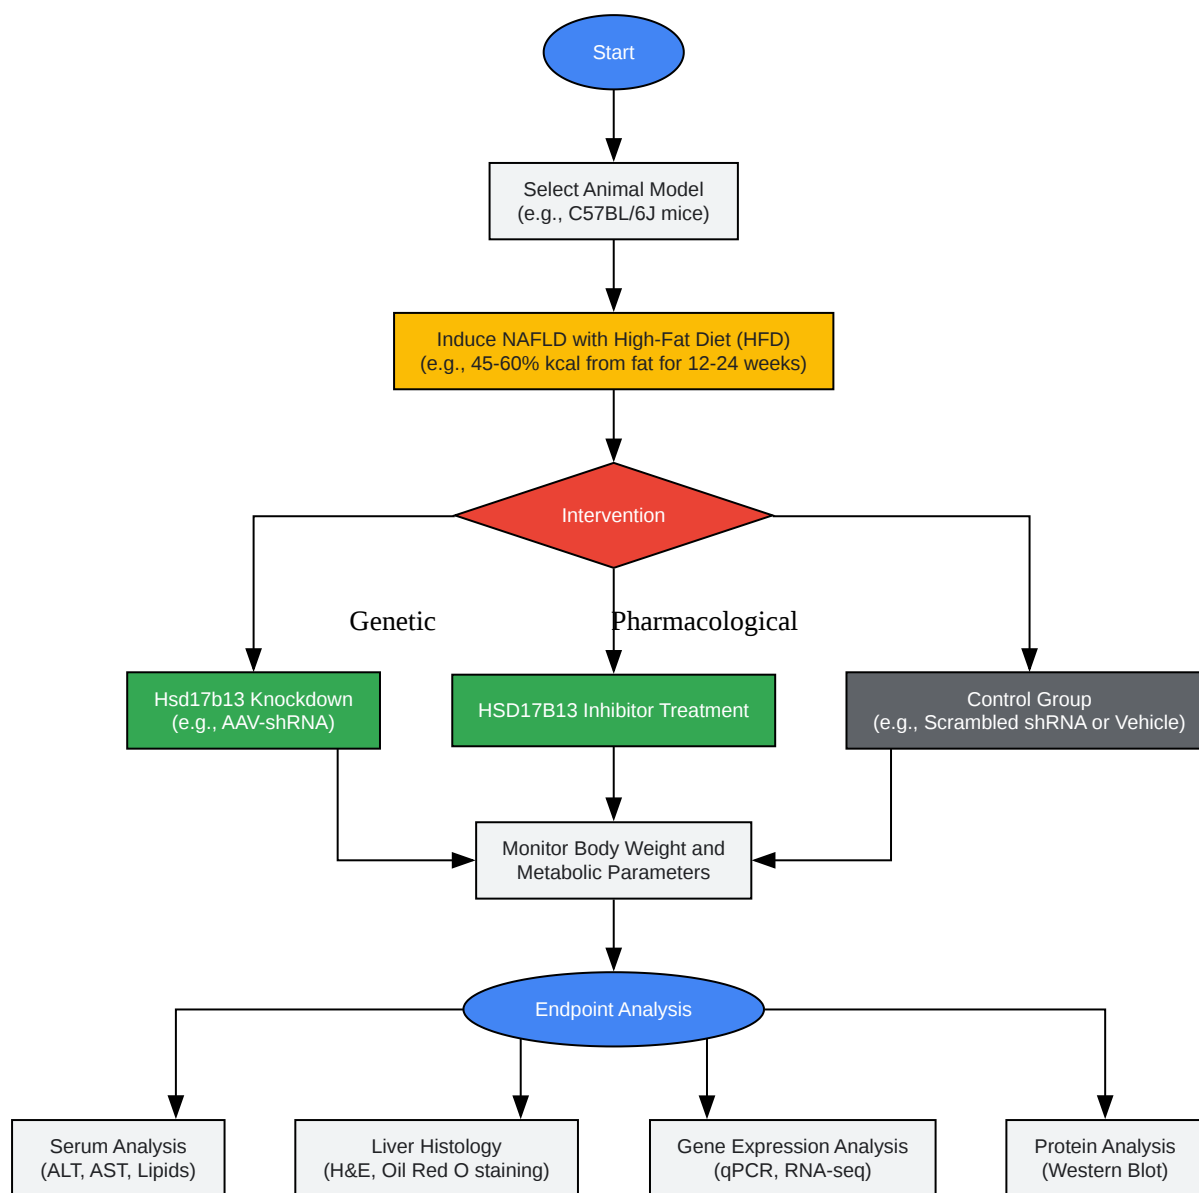 Start
Select Animal Model
(e.g., C57BL/6J mice)
Induce NAFLD with High-Fat Diet (HFD)
(e.g., 45-60% kcal from fat for 12-24 weeks)
Intervention
Genetic
Pharmacological
Hsd17b13 Knockdown
(e.g., AAV-shRNA)
HSD17B13 Inhibitor Treatment
Control Group
(e.g., Scrambled shRNA or Vehicle)
Monitor Body Weight and
Metabolic Parameters
Endpoint Analysis
Serum Analysis
(ALT, AST, Lipids)
Liver Histology
(H&E, Oil Red O staining)
Gene Expression Analysis
(qPCR, RNA-seq)
Protein Analysis
(Western Blot)